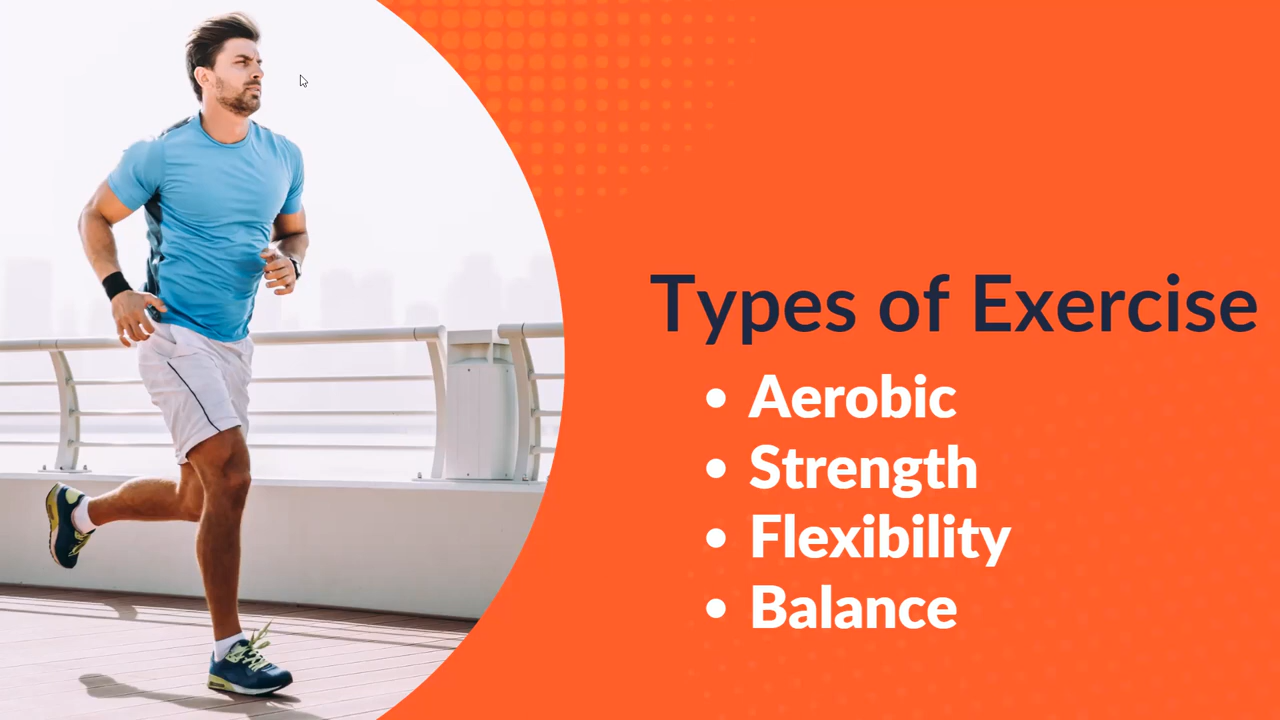 Types of Exercise
• Aerobic
• Strength
• Flexibility
• Balance